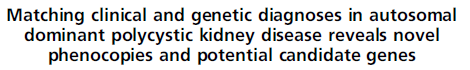 Matching clinical and genetic diagnoses in autosomal
dominant polycystic kidney disease reveals novel
phenocopies and potential candidate genes